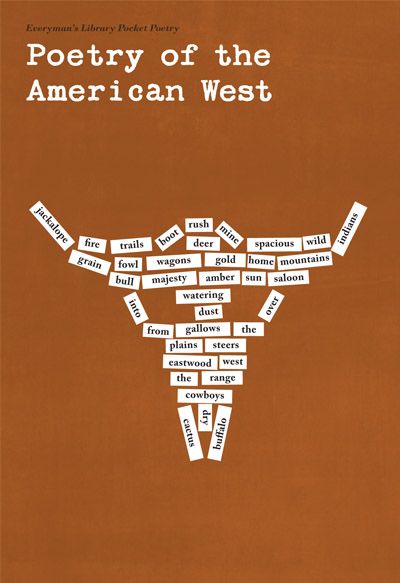 Everyman's Library Pocket Poetry
Poetry of the
American West
jackalope fire trails boot rush mine spacious wild indians
deer
grain fowl wagons gold home mountains
bull majesty amber sun saloon
watering
into dust over
from gallows the
plains steers
eastwood west
the range
cowboys
cactus dry buffalo